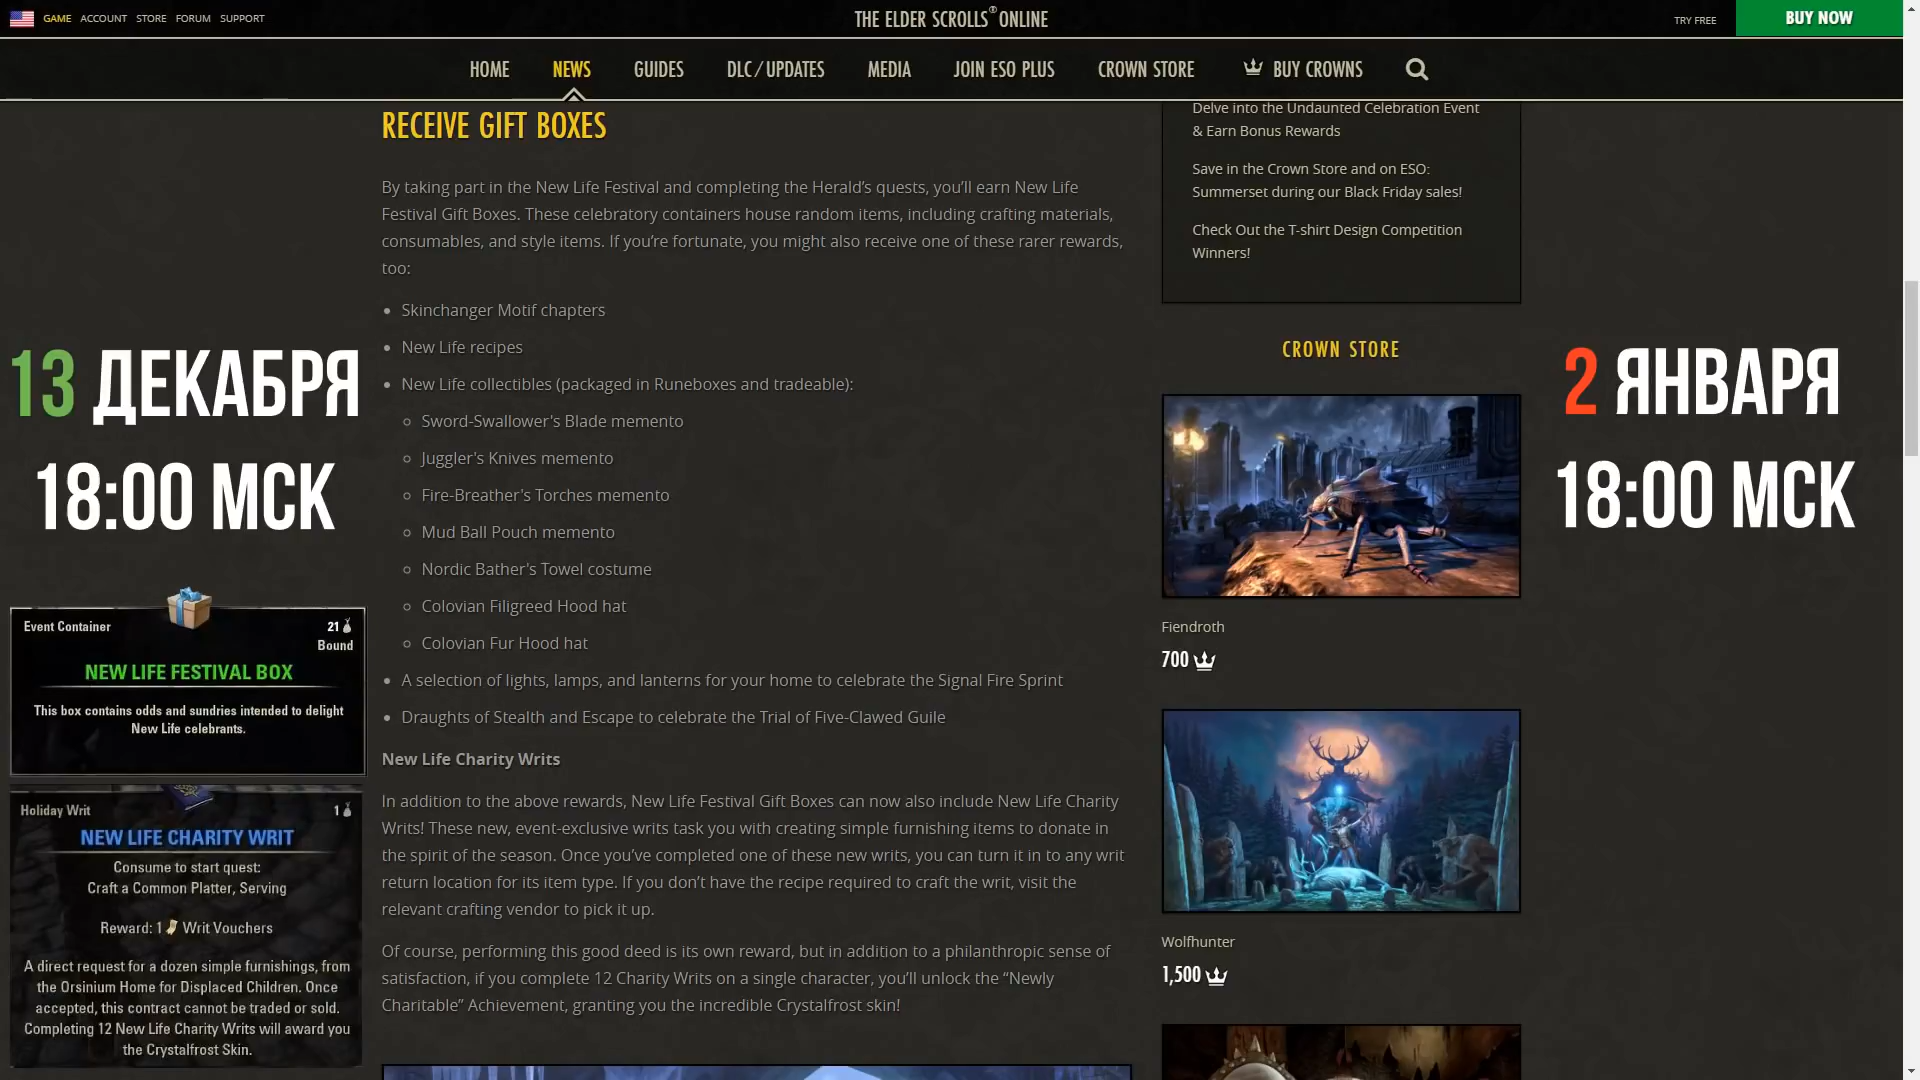 GAME ACCOUNT STORE FORUM SUPPORT
THE ELDER SCROLLS® ONLINE
TRY FREE
BUY NOW
HOME NEWS GUIDES DLC/UPDATES MEDIA JOIN ESO PLUS CROWN STORE BUY CROWNS
RECEIVE GIFT BOXES
By taking part in the New Life Festival and completing the Herald’s quests, you’ll earn New Life
Festival Gift Boxes. These celebratory containers house random items, including crafting materials,
consumables, and style items. If you’re fortunate, you might also receive one of these rarer rewards,
too:
• Skinchanger Motif chapters
• New Life recipes
• New Life collectibles (packaged in Runeboxes and tradeable):
◦ Sword-Swallower's Blade memento
◦ Juggler's Knives memento
◦ Fire-Breather's Torches memento
◦ Mud Ball Pouch memento
◦ Nordic Bather's Towel costume
◦ Colovian Filigreed Hood hat
◦ Colovian Fur Hood hat
• A selection of lights, lamps, and lanterns for your home to celebrate the Signal Fire Sprint
• Draughts of Stealth and Escape to celebrate the Trial of Five-Clawed Guile
New Life Charity Writs
In addition to the above rewards, New Life Festival Gift Boxes can now also include New Life Charity
Writs! These new, event-exclusive writs task you with creating simple furnishing items to donate in
the spirit of the season. Once you’ve completed one of these new writs, you can turn it in to any writ
return location for its item type. If you don’t have the recipe required to craft the writ, visit the
relevant crafting vendor to pick it up.
Of course, performing this good deed is its own reward, but in addition to a philanthropic sense of
satisfaction, if you complete 12 Charity Writs on a single character, you’ll unlock the “Newly
Charitable” Achievement, granting you the incredible Crystalfrost skin!
13 ДЕКАБРЯ
18:00 МСК
Event Container
21
Bound
NEW LIFE FESTIVAL BOX
This box contains odds and sundries intended to delight
New Life celebrants.
Holiday Writ
1
NEW LIFE CHARITY WRIT
Consume to start quest:
Craft a Common Platter, Serving
Reward: 1 Writ Vouchers
A direct request for a dozen simple furnishings, from
the Orsinium Home for Displaced Children. Once
accepted, this contract cannot be traded or sold.
Completing 12 New Life Charity Writs will award you
the Crystalfrost Skin.
Delve into the Undaunted Celebration Event
& Earn Bonus Rewards
Save in the Crown Store and on ESO:
Summerset during our Black Friday sales!
Check Out the T-shirt Design Competition
Winners!
CROWN STORE
Fiendroth
700
Wolfhunter
1,500
2 ЯНВАРЯ
18:00 МСК